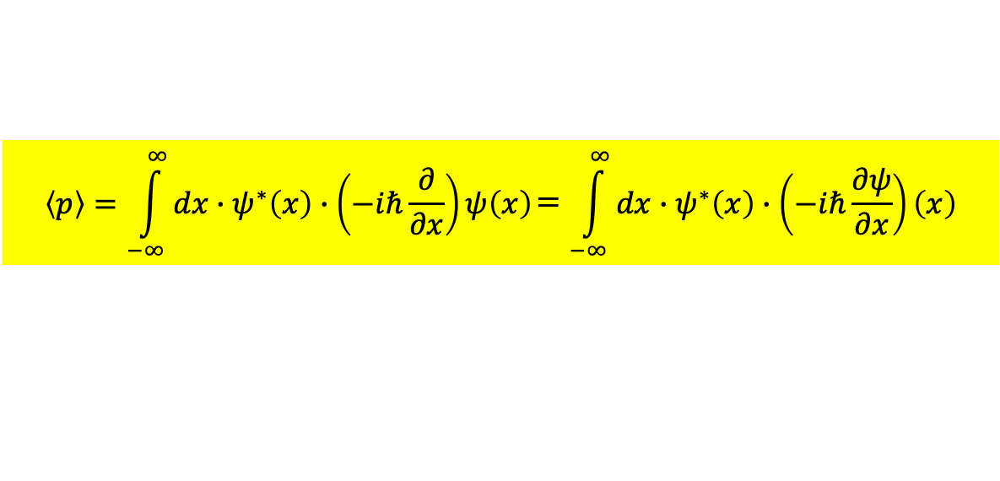 ⟨p⟩ = ∫_{-∞}^{∞} dx · ψ*(x) · (−iħ ∂/∂x) ψ(x) = ∫_{-∞}^{∞} dx · ψ*(x) · (−iħ ∂ψ/∂x) (x)